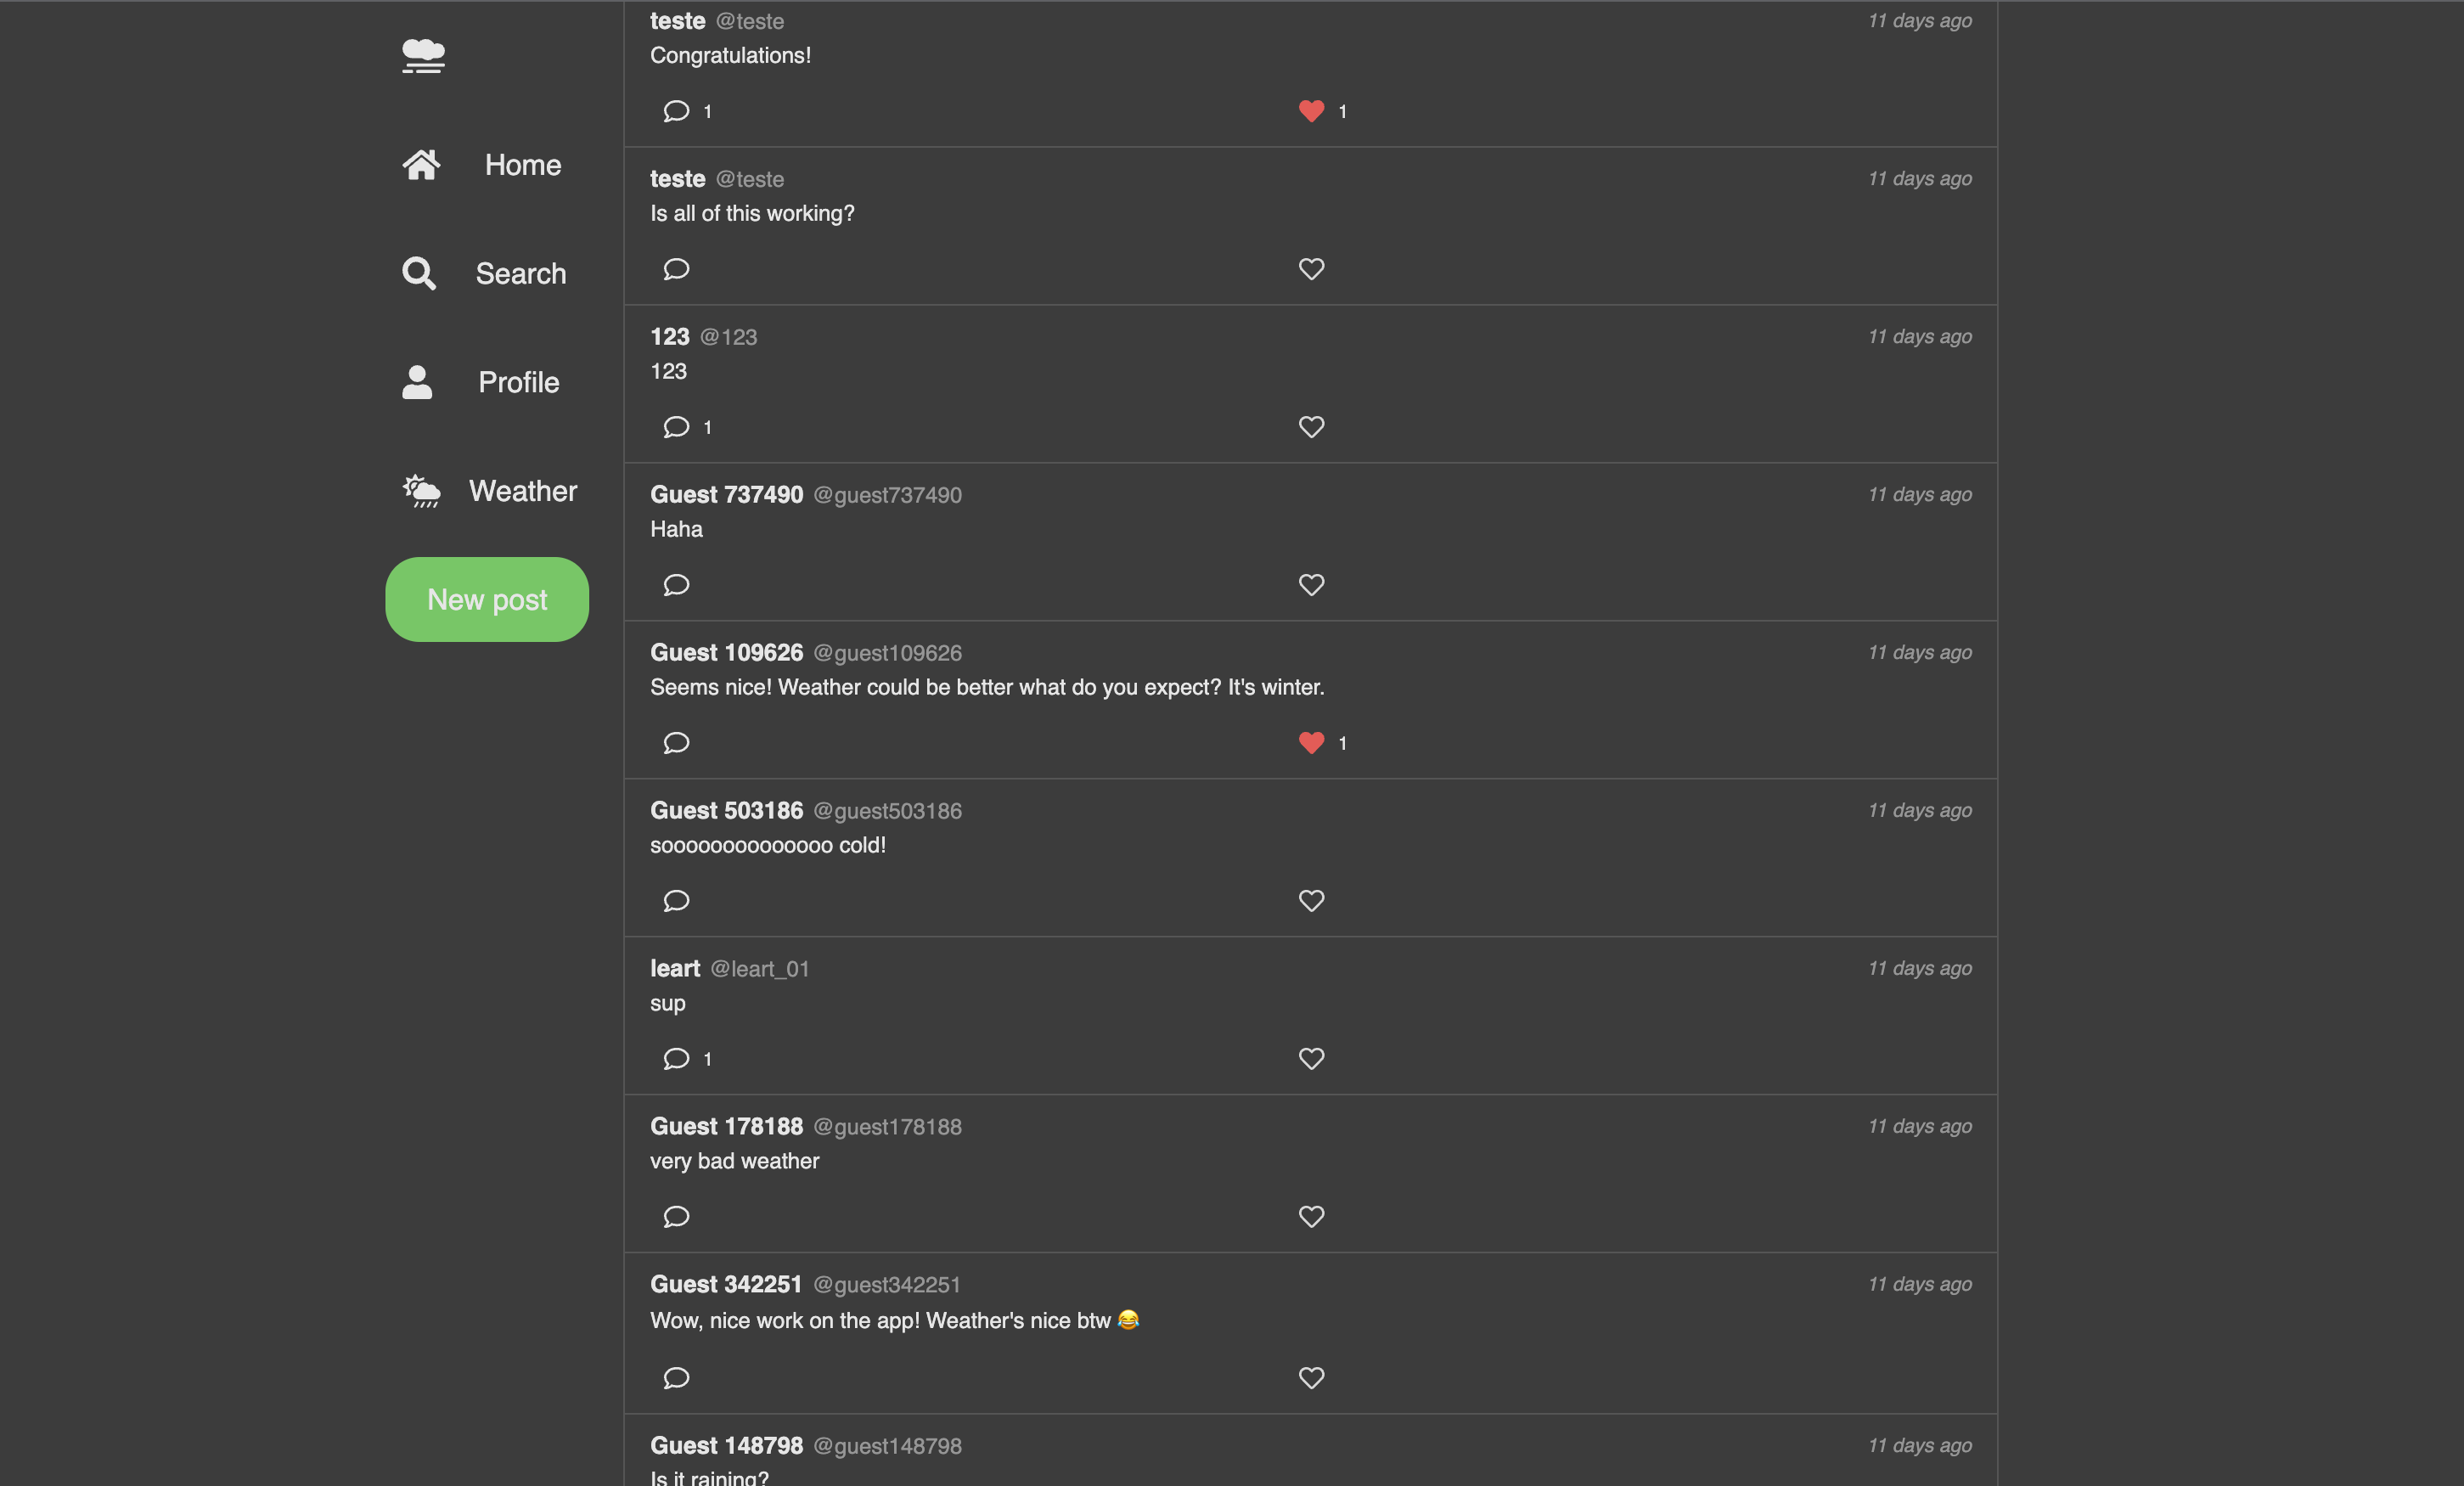 Home
Search
Profile
Weather
New post
teste @teste 11 days ago
Congratulations!
1 1
teste @teste 11 days ago
Is all of this working?
123 @123 11 days ago
123
1
Guest 737490 @guest737490 11 days ago
Haha
Guest 109626 @guest109626 11 days ago
Seems nice! Weather could be better what do you expect? It's winter.
1
Guest 503186 @guest503186 11 days ago
soooooooooooooo cold!
leart @leart_01 11 days ago
sup
1
Guest 178188 @guest178188 11 days ago
very bad weather
Guest 342251 @guest342251 11 days ago
Wow, nice work on the app! Weather's nice btw 😂
Guest 148798 @guest148798 11 days ago
Is it raining?